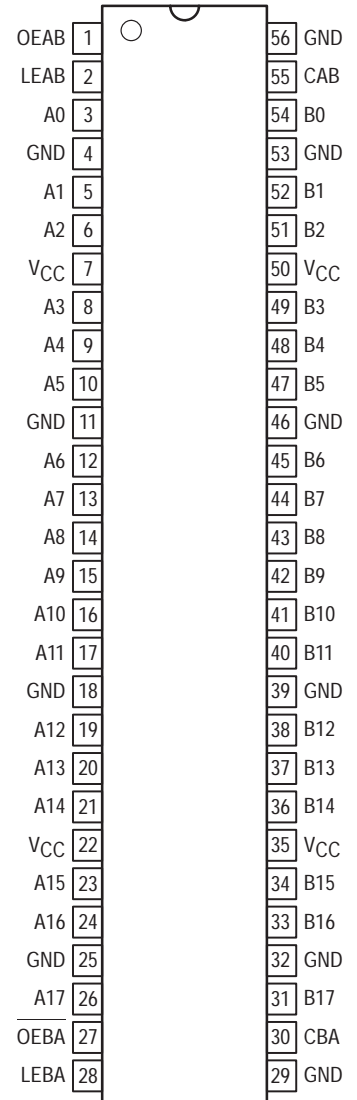 OEAB 1 56 GND
LEAB 2 55 CAB
A0 3 54 B0
GND 4 53 GND
A1 5 52 B1
A2 6 51 B2
VCC 7 50 VCC
A3 8 49 B3
A4 9 48 B4
A5 10 47 B5
GND 11 46 GND
A6 12 45 B6
A7 13 44 B7
A8 14 43 B8
A9 15 42 B9
A10 16 41 B10
A11 17 40 B11
GND 18 39 GND
A12 19 38 B12
A13 20 37 B13
A14 21 36 B14
VCC 22 35 VCC
A15 23 34 B15
A16 24 33 B16
GND 25 32 GND
A17 26 31 B17
OEBA 27 30 CBA
LEBA 28 29 GND